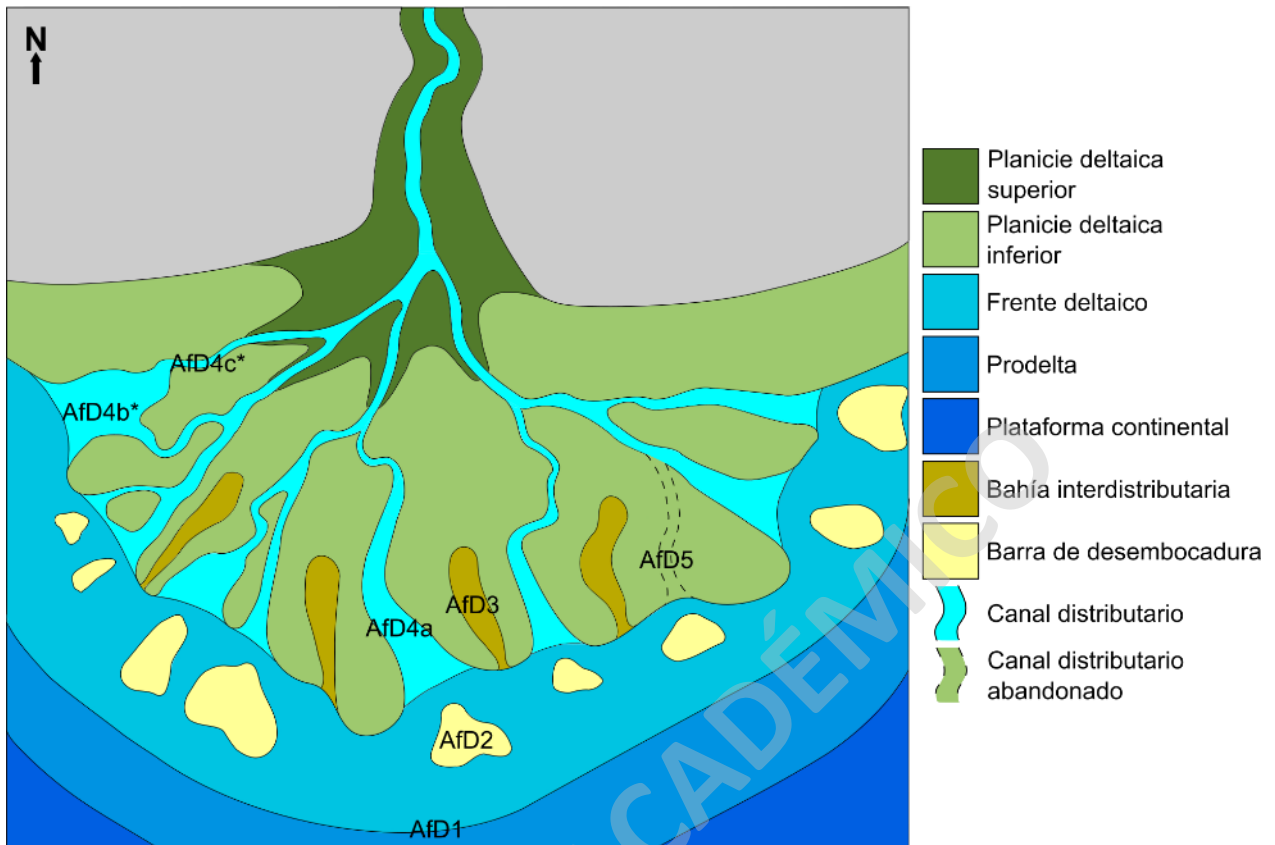 N
Planicie deltaica
superior
Planicie deltaica
inferior
Frente deltaico
Prodelta
Plataforma continental
Bahía interdistributaria
Barra de desembocadura
Canal distributario
Canal distributario
abandonado
AfD4c*
AfD4b*
AfD5
AfD3
AfD4a
AfD2
AfD1
CADÉMICO